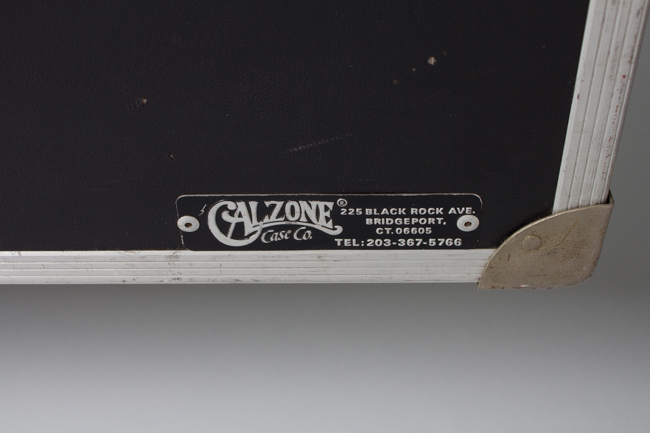 CALZONE®
Case Co.
225 BLACK ROCK AVE.
BRIDGEPORT,
CT. 06605
TEL: 203-367-5766